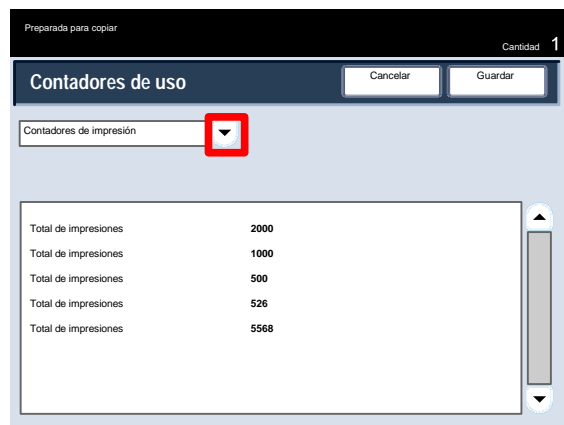 Preparada para copiar
Cantidad 1
Contadores de uso
Cancelar
Guardar
Contadores de impresión
Total de impresiones 2000
Total de impresiones 1000
Total de impresiones 500
Total de impresiones 526
Total de impresiones 5568